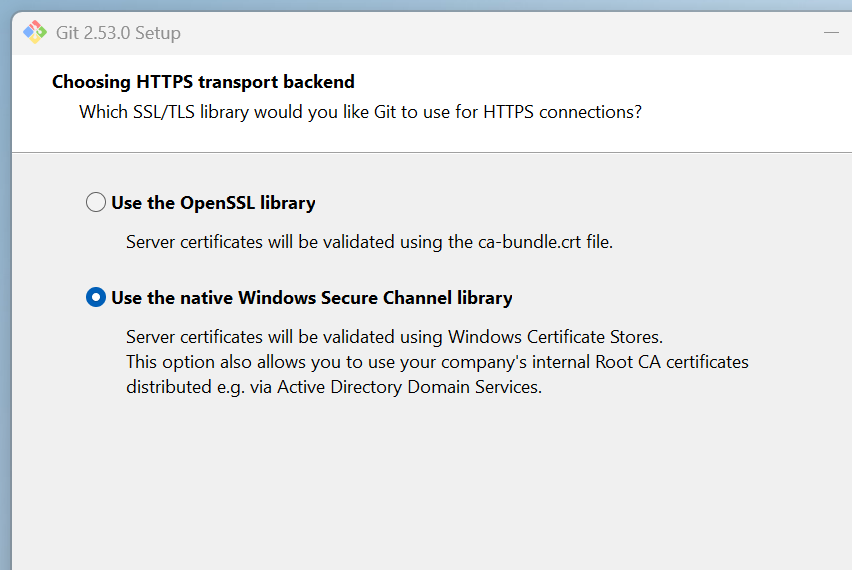 Git 2.53.0 Setup
Choosing HTTPS transport backend
Which SSL/TLS library would you like Git to use for HTTPS connections?
Use the OpenSSL library
Server certificates will be validated using the ca-bundle.crt file.
Use the native Windows Secure Channel library
Server certificates will be validated using Windows Certificate Stores.
This option also allows you to use your company's internal Root CA certificates
distributed e.g. via Active Directory Domain Services.